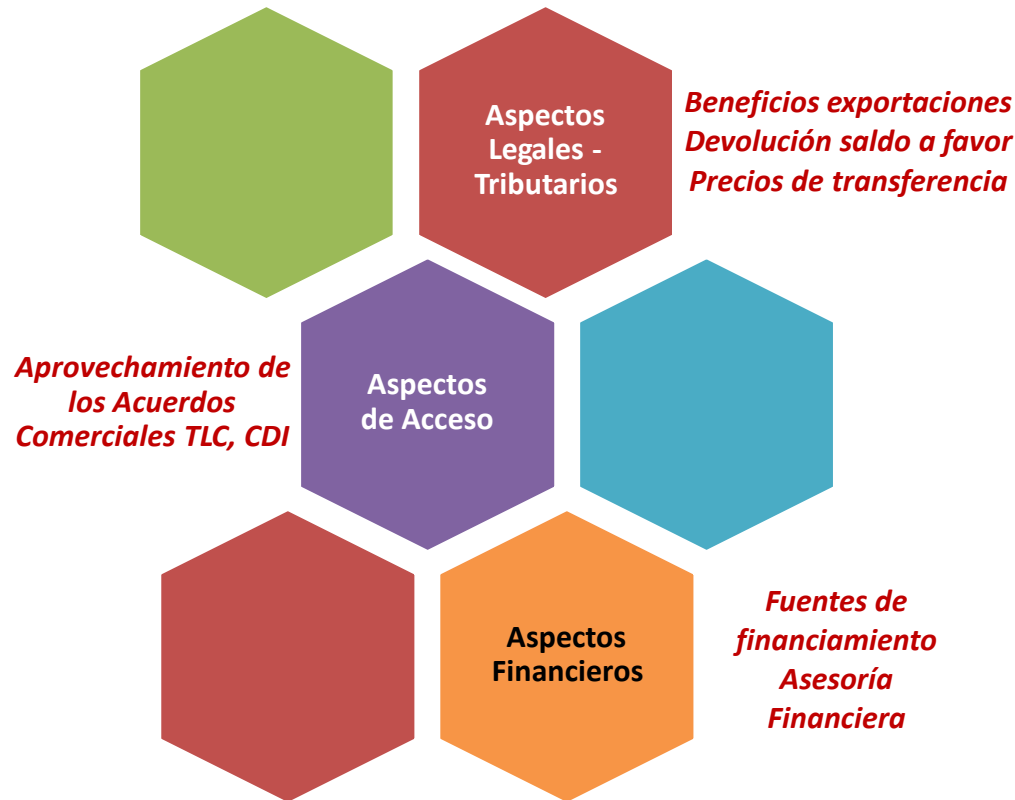 Aspectos
Legales -
Tributarios
Beneficios exportaciones
Devolución saldo a favor
Precios de transferencia
Aprovechamiento de
los Acuerdos
Comerciales TLC, CDI
Aspectos
de Acceso
Aspectos
Financieros
Fuentes de
financiamiento
Asesoría
Financiera